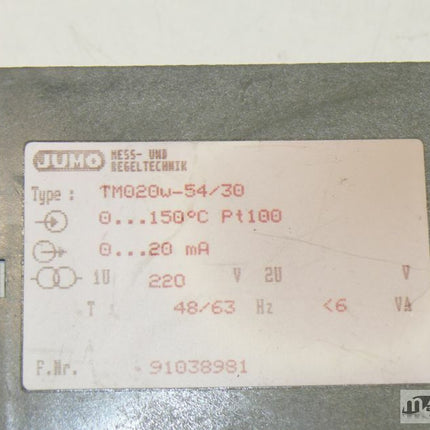 JUMO MESS- UND REGELTECHNIK
Type : TM020w-54/30
0...150°C Pt100
0...20 mA
1U 220 V 2U V
T : 48/63 Hz <6 VA
F.Nr. 91038981